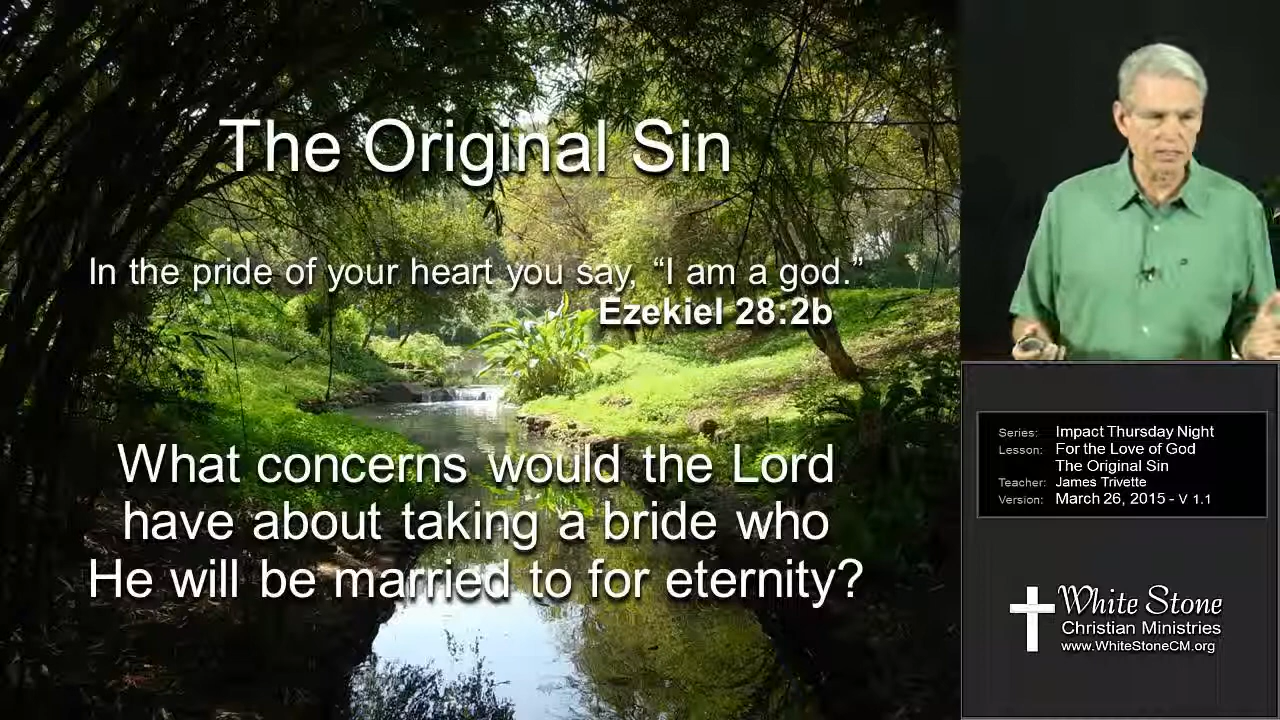 The Original Sin
In the pride of your heart you say, “I am a god.”
Ezekiel 28:2b
What concerns would the Lord
have about taking a bride who
He will be married to for eternity?
Series: Impact Thursday Night
Lesson: For the Love of God
The Original Sin
Teacher: James Trivette
Version: March 26, 2015 - V 1.1
White Stone
Christian Ministries
www.WhiteStoneCM.org